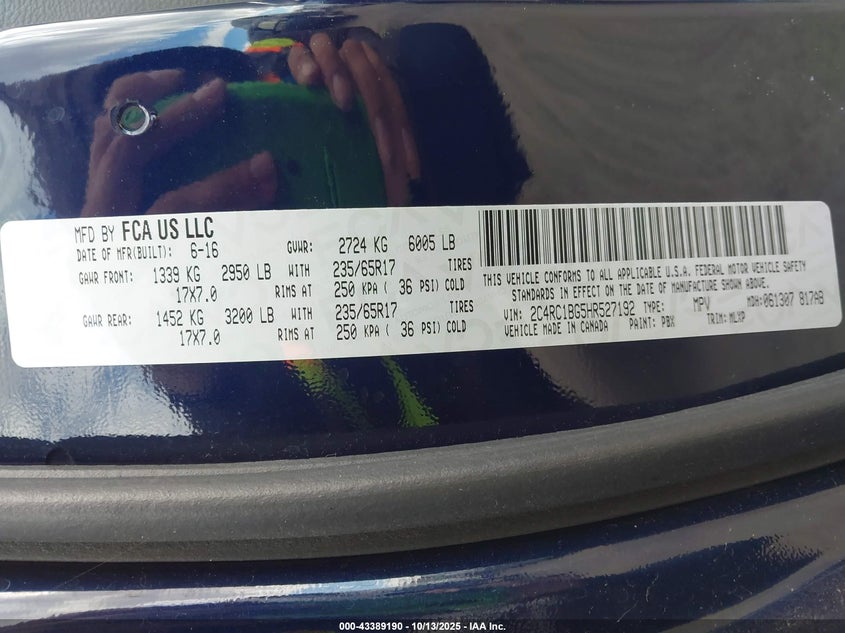 MFD BY FCA US LLC
DATE OF MFR(BUILT): 6-16 GVWR: 2724 KG 6005 LB
GAWR FRONT: 1339 KG 2950 LB WITH 235/65R17 TIRES
17X7.0 RIMS AT 250 KPA ( 36 PSI) COLD
GAWR REAR: 1452 KG 3200 LB WITH 235/65R17 TIRES
17X7.0 RIMS AT 250 KPA ( 36 PSI) COLD
THIS VEHICLE CONFORMS TO ALL APPLICABLE U.S.A. FEDERAL MOTOR VEHICLE SAFETY
STANDARDS IN EFFECT ON THE DATE OF MANUFACTURE SHOWN ABOVE.
VIN: 2C4RC1BG5HR527192 TYPE: MPV MDH: 061307 817AB
VEHICLE MADE IN CANADA PAINT: PBX TRIM: MLXP
000-43389190 - 10/13/2025 - IAA Inc.